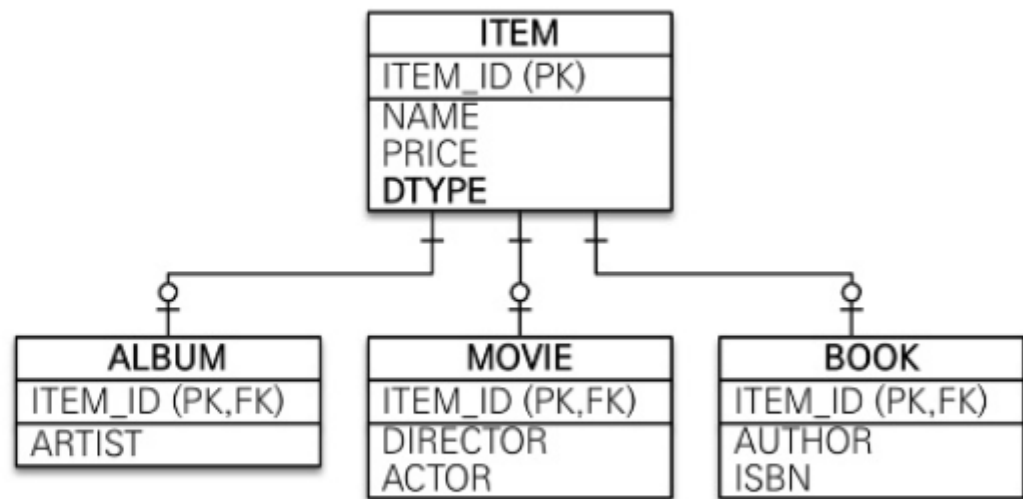 ITEM
ITEM_ID (PK)
NAME
PRICE
DTYPE
ALBUM
ITEM_ID (PK,FK)
ARTIST
MOVIE
ITEM_ID (PK,FK)
DIRECTOR
ACTOR
BOOK
ITEM_ID (PK,FK)
AUTHOR
ISBN